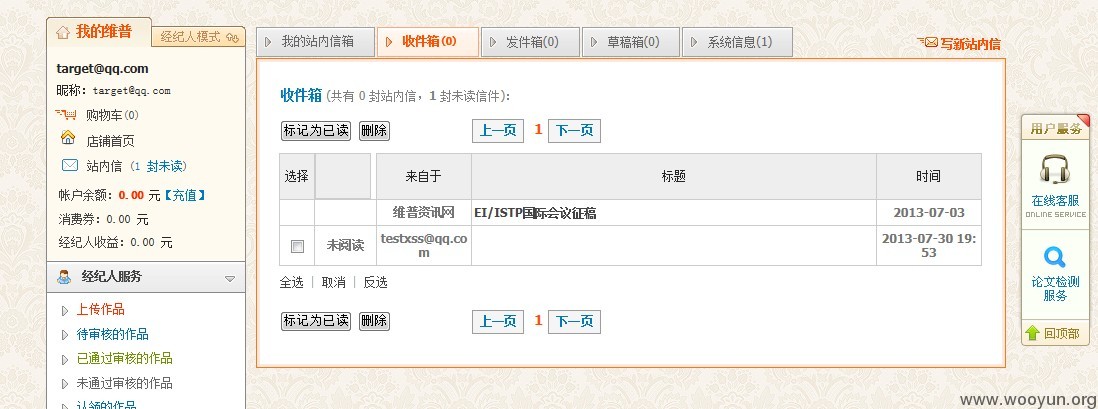 我的维普 经纪人模式
target@qq.com
昵称：target@qq.com
购物车(0)
店铺首页
站内信 (1 封未读)
帐户余额：0.00 元【充值】
消费券：0.00 元
经纪人收益：0.00 元
经纪人服务
上传作品
待审核的作品
已通过审核的作品
未通过审核的作品
认领的作品
我的站内信箱 收件箱(0) 发件箱(0) 草稿箱(0) 系统信息(1) 写新站内信
收件箱 (共有 0 封站内信，1 封未读信件)：
标记为已读 删除 上一页 1 下一页
选择 来自于 标题 时间
维普资讯网 EI/ISTP国际会议征稿 2013-07-03
未阅读 testxss@qq.co
m 2013-07-30 19:
53
全选 | 取消 | 反选
标记为已读 删除 上一页 1 下一页
用户服务
在线客服
ONLINE SERVICE
论文检测
服务
回顶部
www.wooyun.org